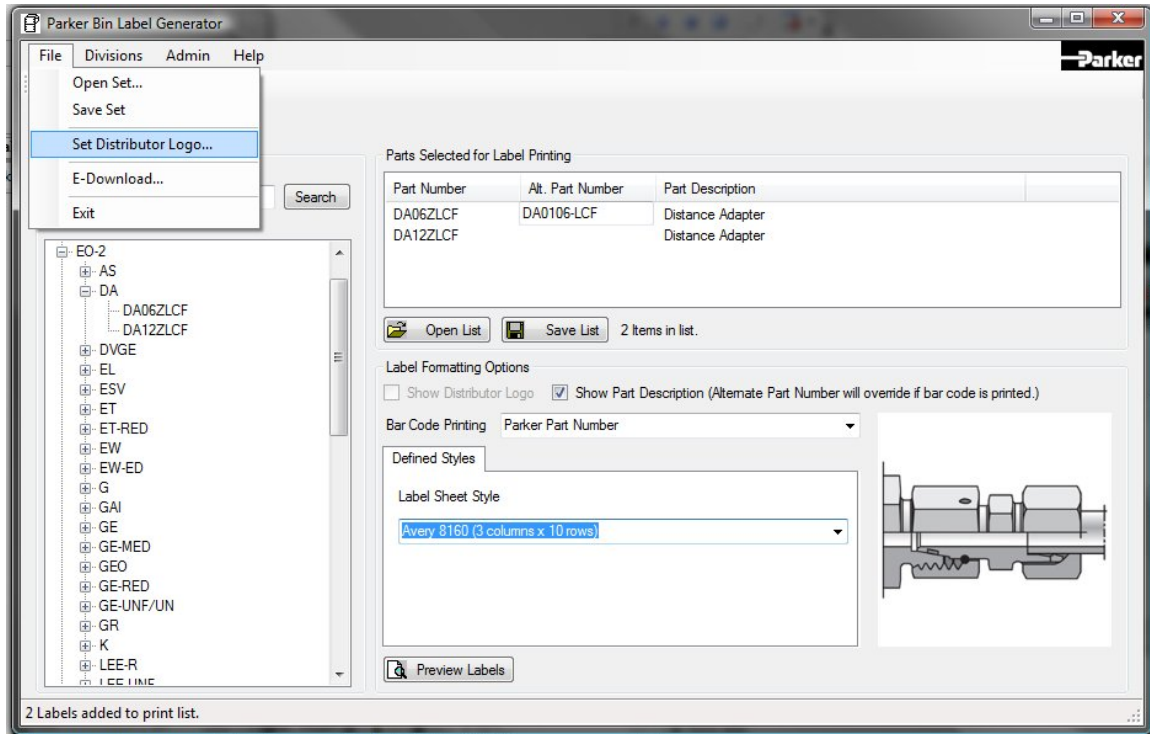 Parker Bin Label Generator
File Divisions Admin Help
Parker
Open Set...
Save Set
Set Distributor Logo...
E-Download...
Exit
Search
EO-2
AS
DA
DA06ZLCF
DA12ZLCF
DVGE
EL
ESV
ET
ET-RED
EW
EW-ED
G
GAI
GE
GE-MED
GEO
GE-RED
GE-UNF/UN
GR
K
LEE-R
LEE-UNF
Parts Selected for Label Printing
Part Number Alt. Part Number Part Description
DA06ZLCF DA0106-LCF Distance Adapter
DA12ZLCF Distance Adapter
Open List Save List 2 Items in list.
Label Formatting Options
Show Distributor Logo Show Part Description (Alternate Part Number will override if bar code is printed.)
Bar Code Printing Parker Part Number
Defined Styles
Label Sheet Style
Avery 8160 (3 columns x 10 rows)
Preview Labels
2 Labels added to print list.